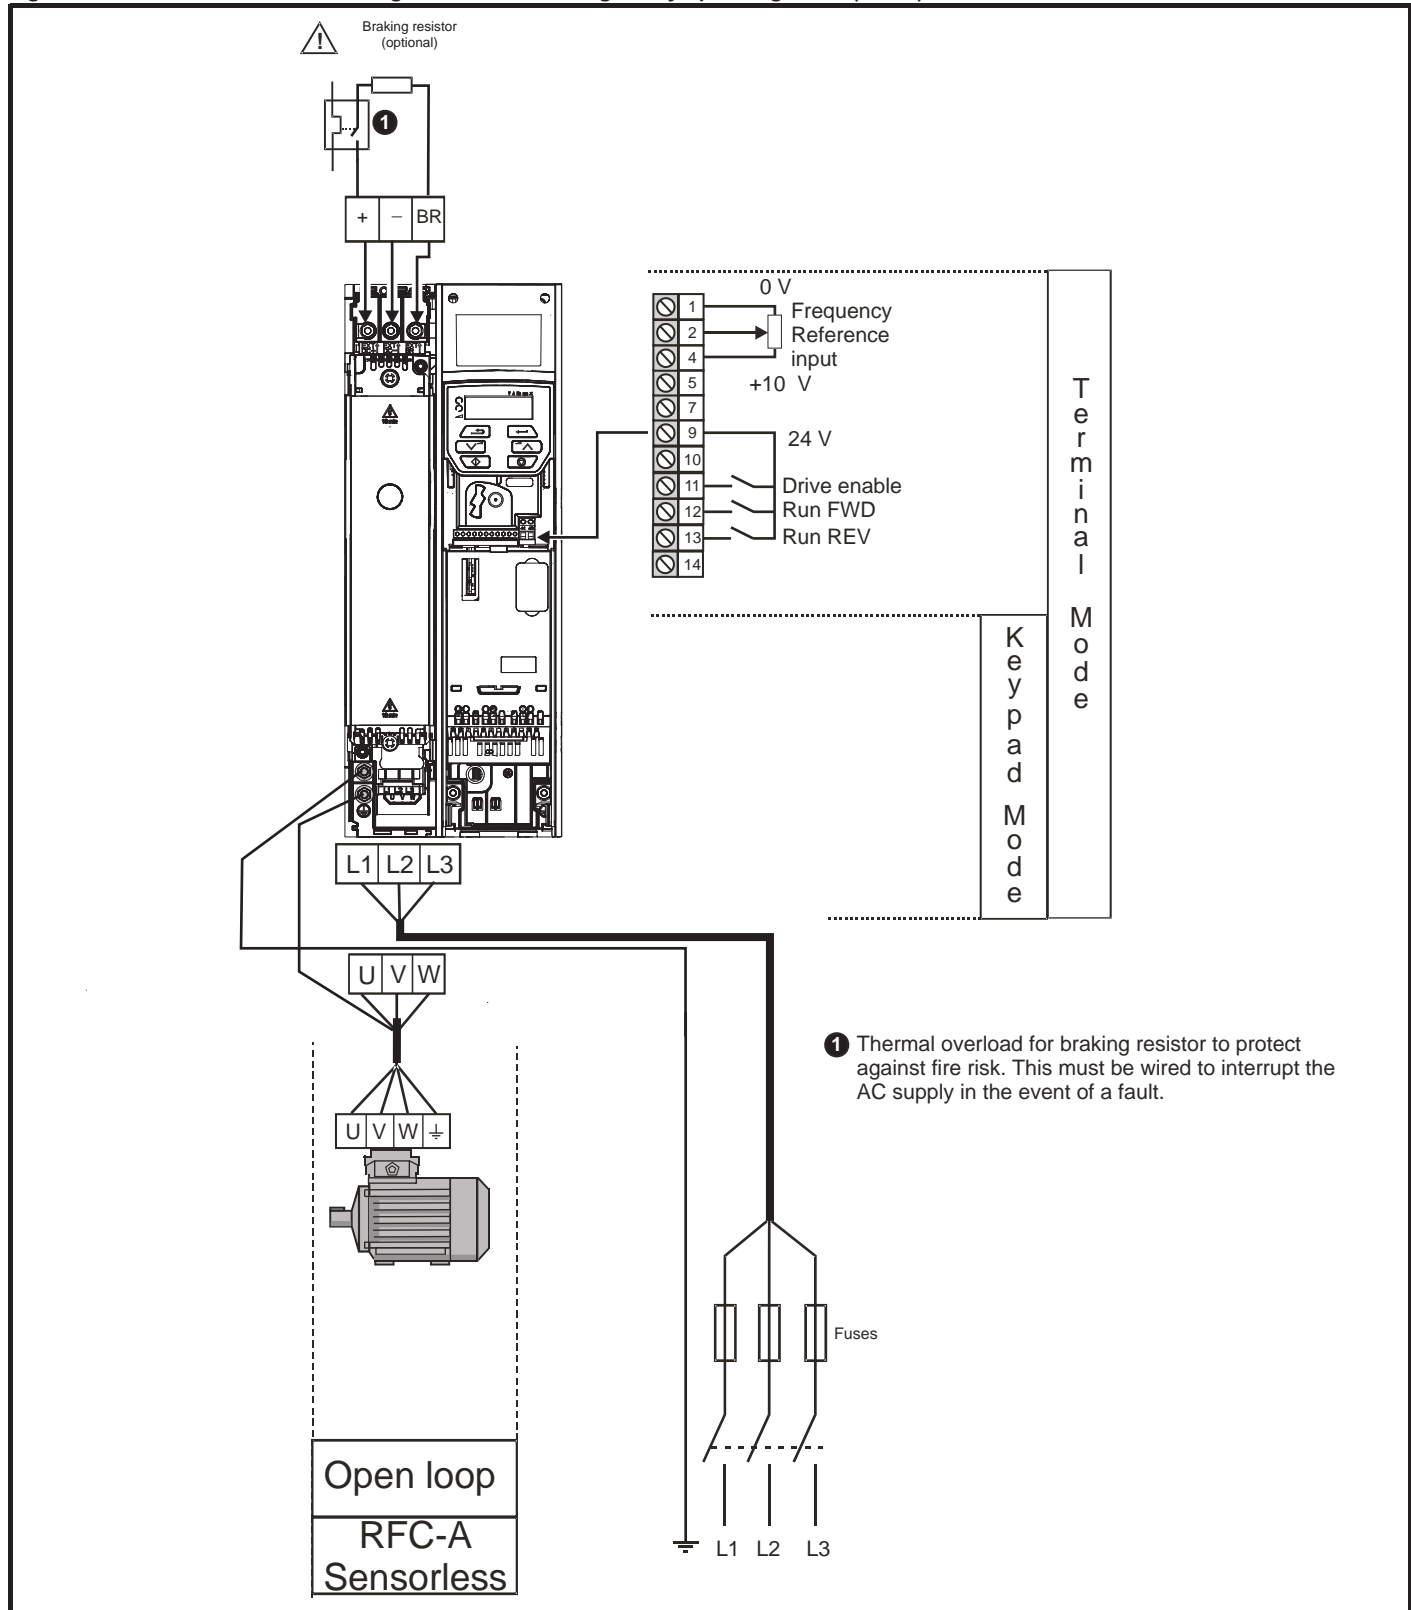 Braking resistor
(optional)
1
+ − BR
0 V
1 Frequency
2 Reference
4 input
5 +10 V
7
9 24 V
10
11 Drive enable
12 Run FWD
13 Run REV
14
Terminal Mode
Keypad Mode
L1 L2 L3
U V W
1 Thermal overload for braking resistor to protect
against fire risk. This must be wired to interrupt the
AC supply in the event of a fault.
U V W
Fuses
Open loop
RFC-A
Sensorless
L1 L2 L3